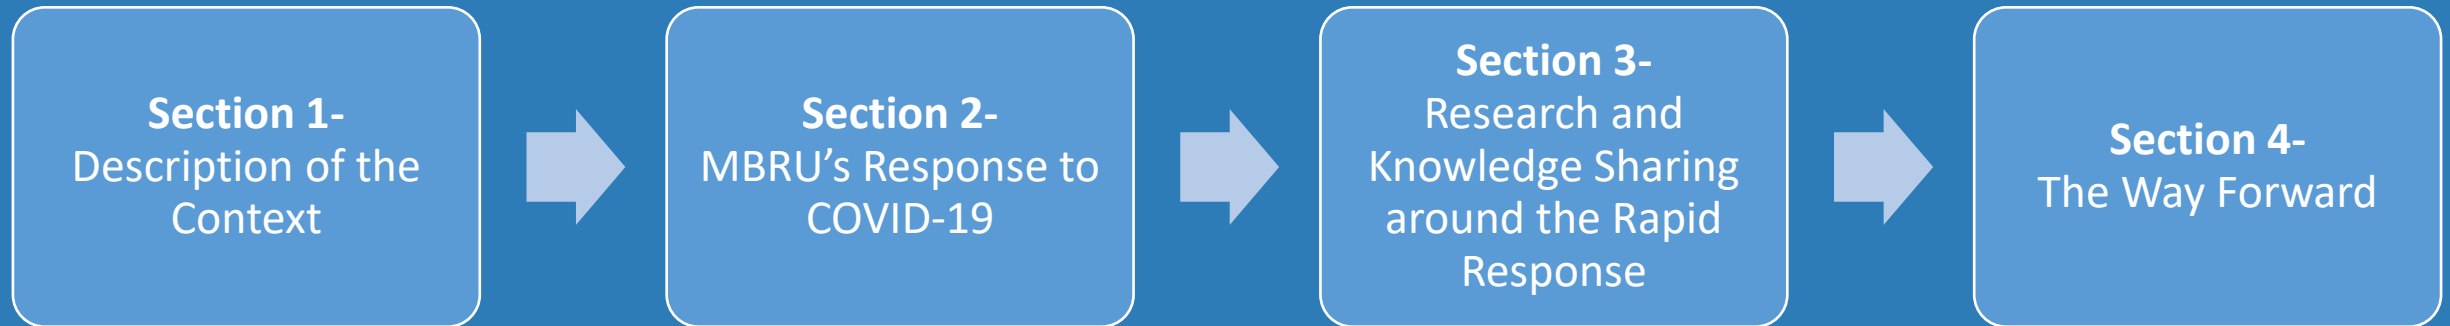 Section 1-
Description of the
Context
Section 2-
MBRU’s Response to
COVID-19
Section 3-
Research and
Knowledge Sharing
around the Rapid
Response
Section 4-
The Way Forward